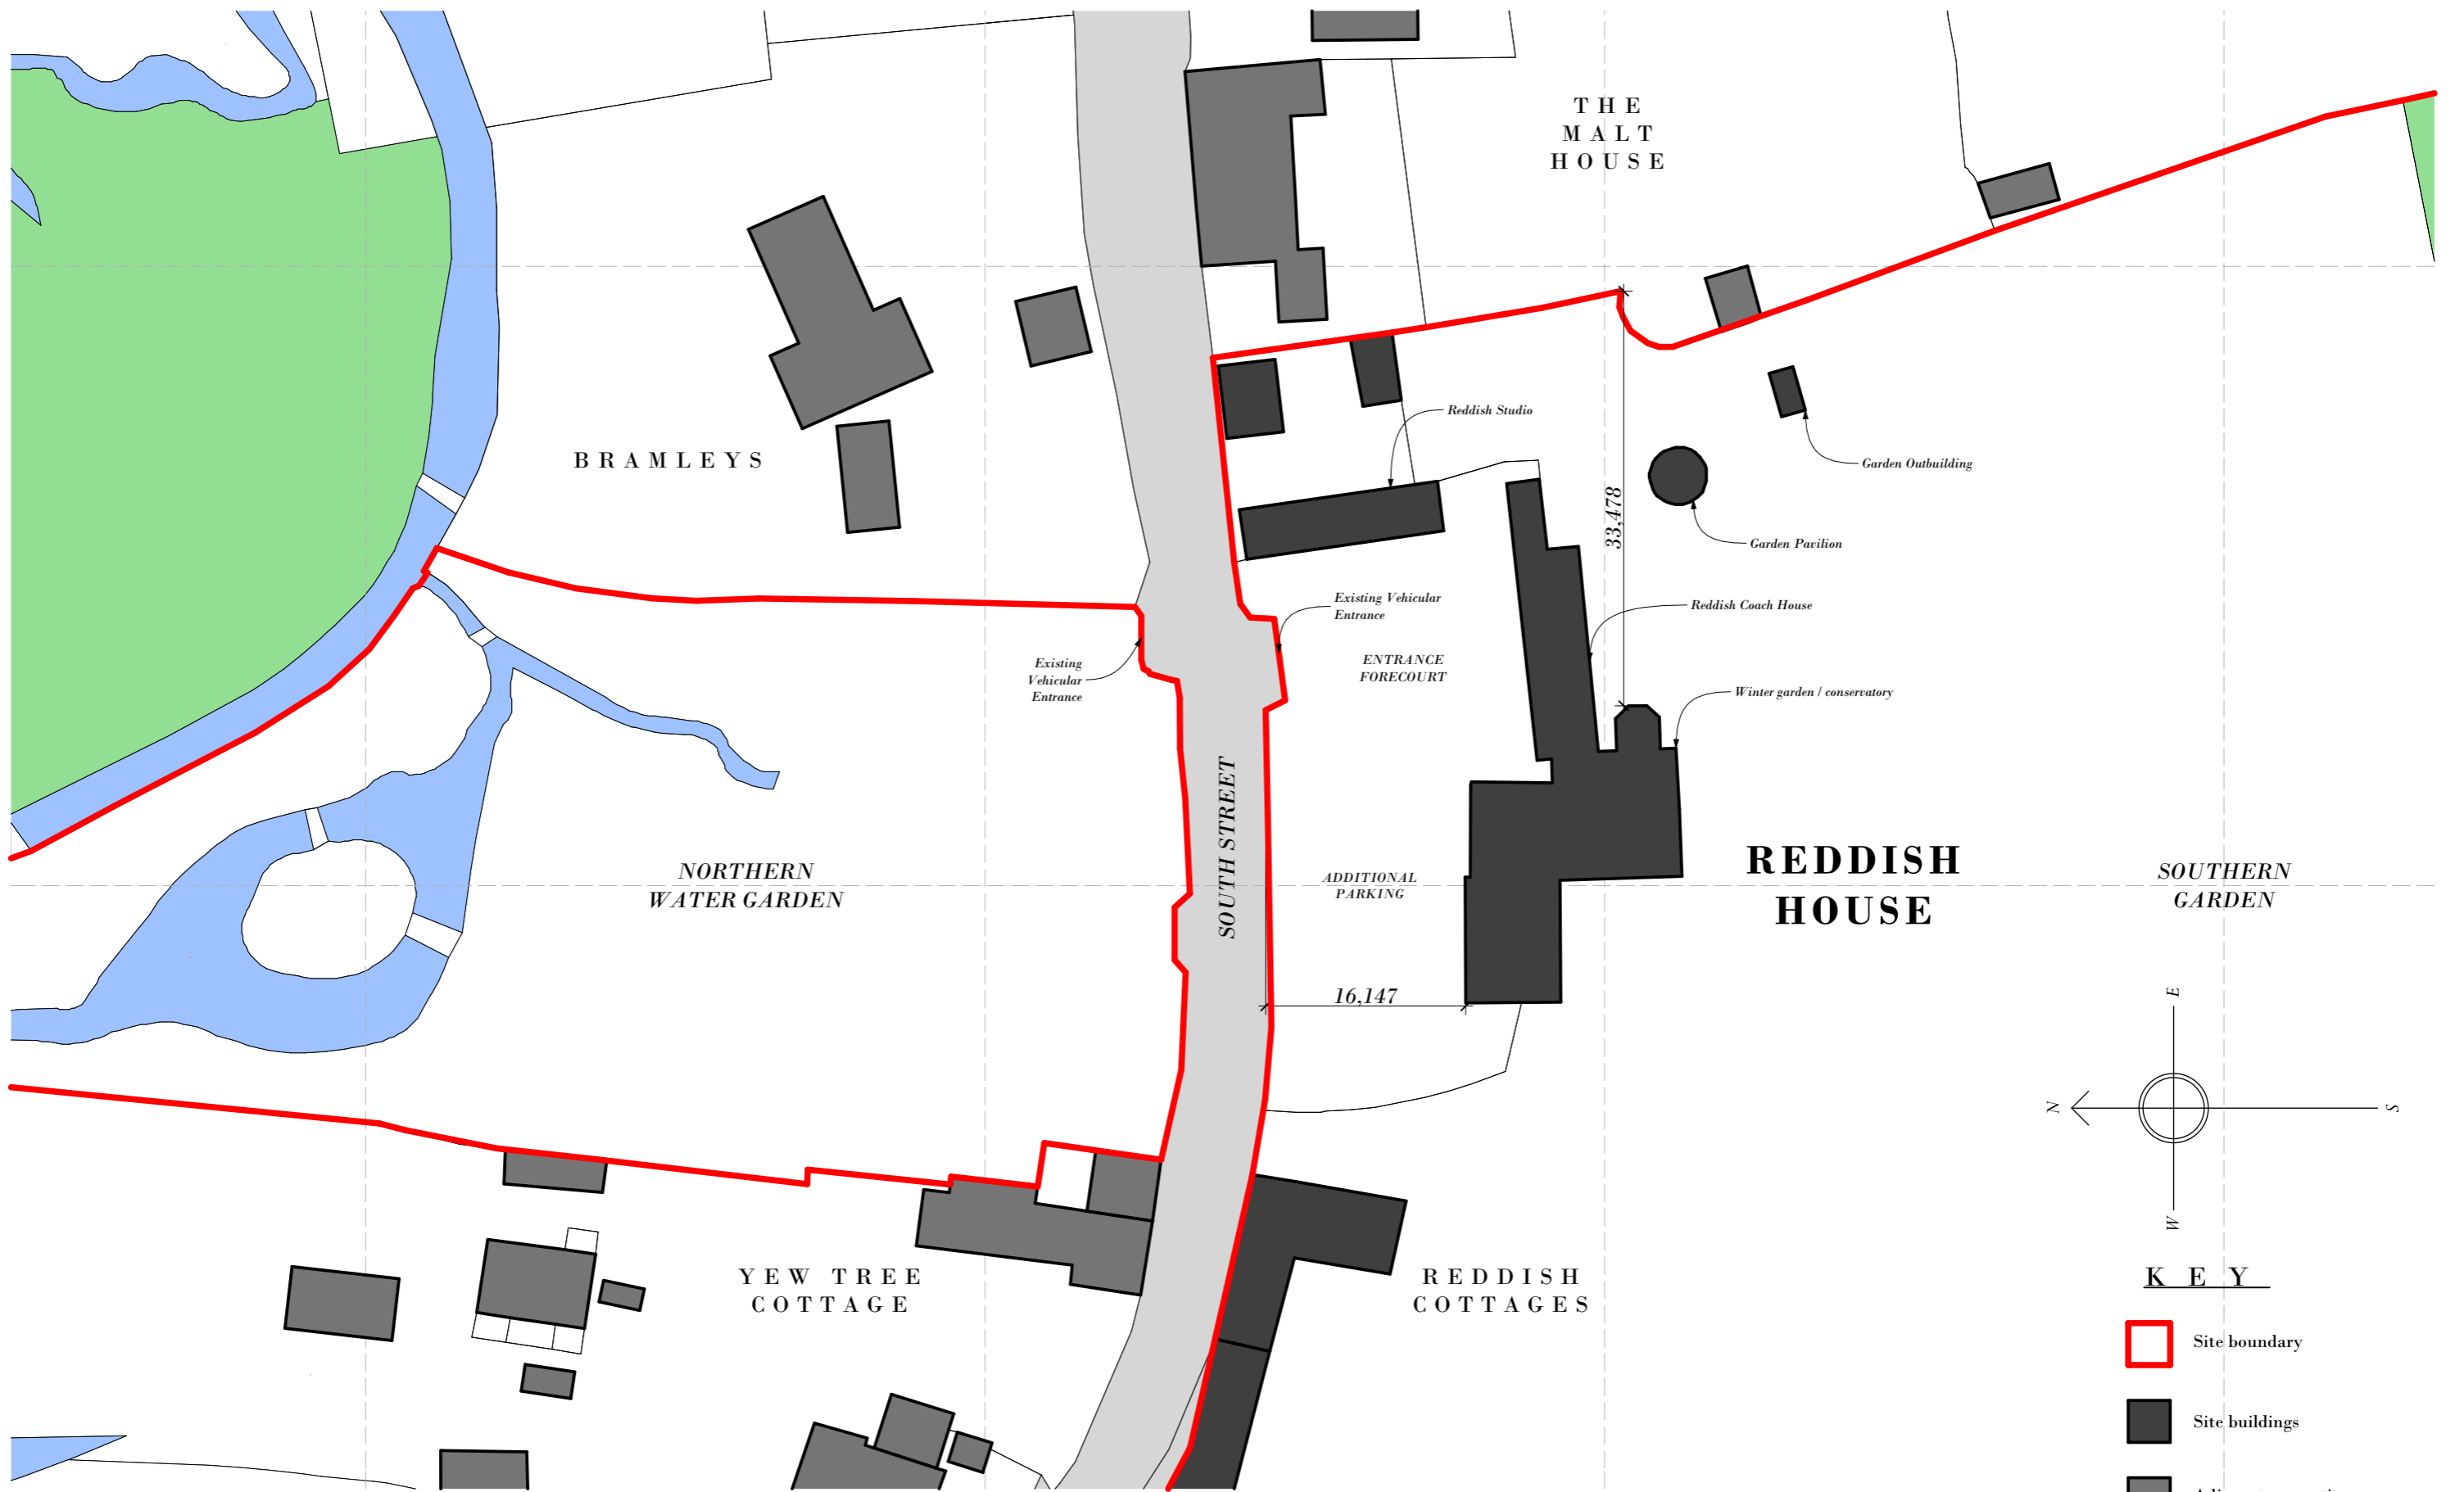 THE
MALT
HOUSE
BRAMLEYS
Reddish Studio
Garden Outbuilding
33,478
Garden Pavilion
Existing Vehicular
Entrance
Reddish Coach House
Existing
Vehicular
Entrance
ENTRANCE
FORECOURT
Winter garden / conservatory
SOUTH STREET
NORTHERN
WATER GARDEN
ADDITIONAL
PARKING
REDDISH
HOUSE
SOUTHERN
GARDEN
16,147
E
N
S
W
YEW TREE
COTTAGE
REDDISH
COTTAGES
KEY
Site boundary
Site buildings